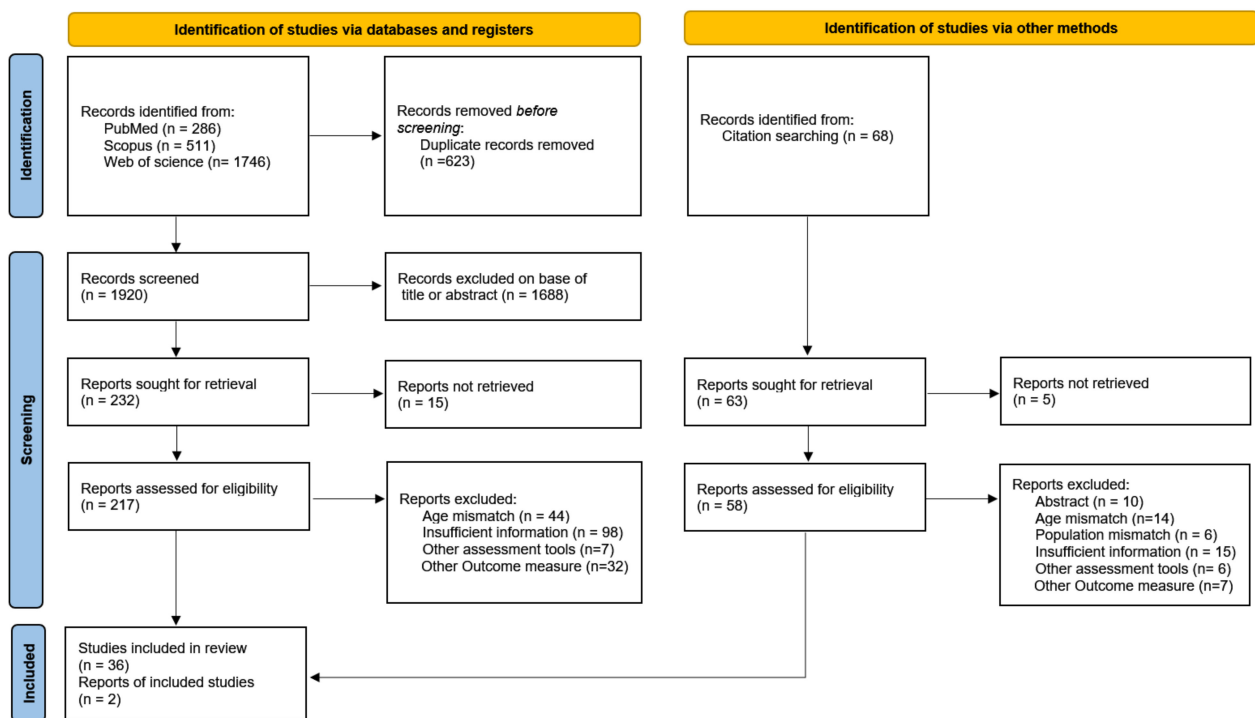 Identification of studies via databases and registers
Identification of studies via other methods
Identification
Records identified from:
PubMed (n = 286)
Scopus (n = 511)
Web of science (n= 1746)
Records removed before
screening:
Duplicate records removed
(n =623)
Records identified from:
Citation searching (n = 68)
Screening
Records screened
(n = 1920)
Records excluded on base of
title or abstract (n = 1688)
Reports sought for retrieval
(n = 232)
Reports not retrieved
(n = 15)
Reports sought for retrieval
(n = 63)
Reports not retrieved
(n = 5)
Reports assessed for eligibility
(n = 217)
Reports excluded:
Age mismatch (n = 44)
Insufficient information (n = 98)
Other assessment tools (n=7)
Other Outcome measure (n=32)
Reports assessed for eligibility
(n = 58)
Reports excluded:
Abstract (n = 10)
Age mismatch (n=14)
Population mismatch (n = 6)
Insufficient information (n = 15)
Other assessment tools (n= 6)
Other Outcome measure (n=7)
Included
Studies included in review
(n = 36)
Reports of included studies
(n = 2)